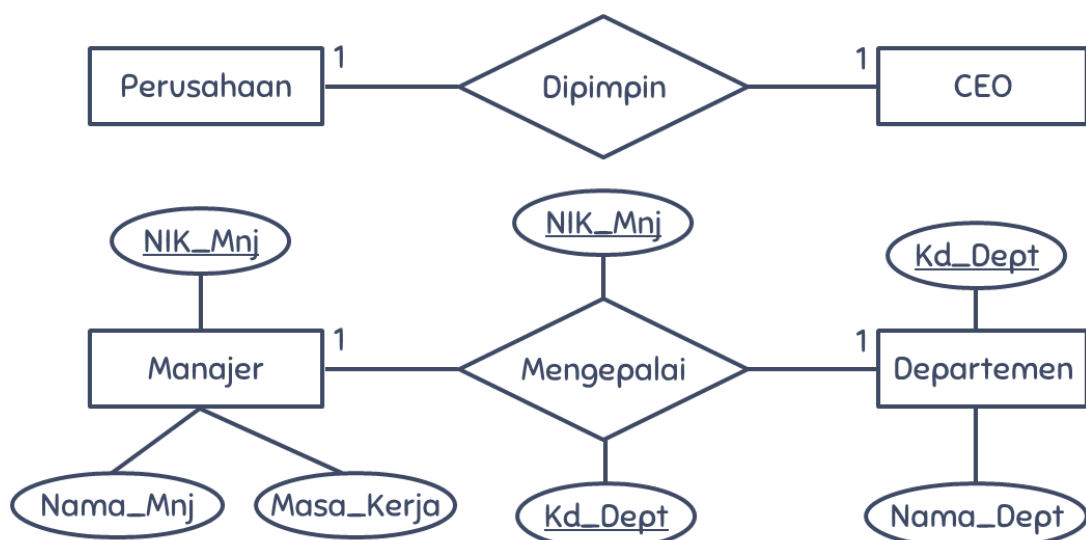 Perusahaan
1
Dipimpin
1
CEO
NIK_Mnj
NIK_Mnj
Kd_Dept
Manajer
1
Mengepalai
1
Departemen
Nama_Mnj
Masa_Kerja
Kd_Dept
Nama_Dept